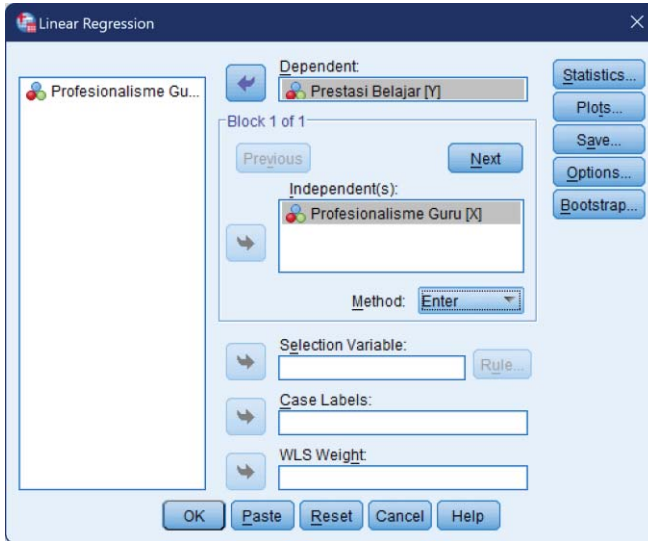 Linear Regression
Profesionalisme Gu...
Dependent:
Prestasi Belajar [Y]
Block 1 of 1
Previous
Next
Independent(s):
Profesionalisme Guru [X]
Method:
Enter
Selection Variable:
Rule...
Case Labels:
WLS Weight:
Statistics...
Plots...
Save...
Options...
Bootstrap...
OK
Paste
Reset
Cancel
Help